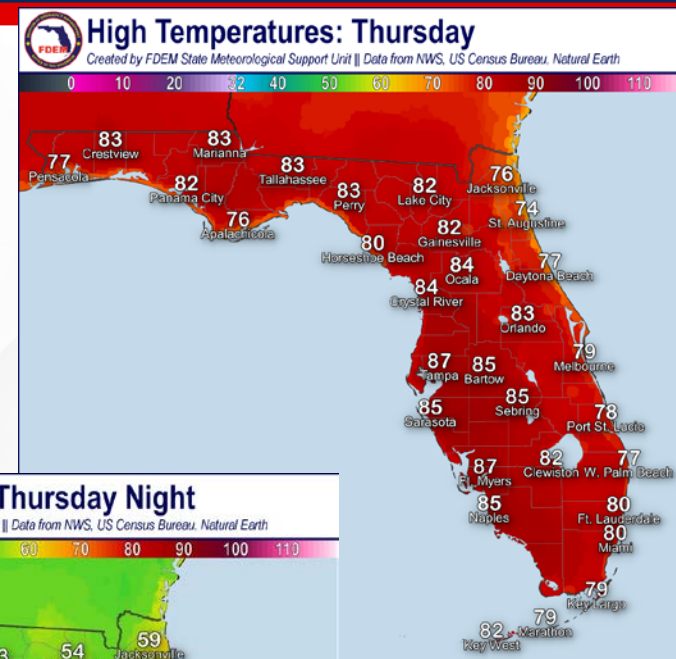 FDEM
High Temperatures: Thursday
Created by FDEM State Meteorological Support Unit || Data from NWS, US Census Bureau, Natural Earth
0 10 20 32 40 50 60 70 80 90 100 110
83
Crestview
83
Marianna
77
Pensacola
83
Tallahassee
82
Panama City
83
Perry
82
Lake City
76
Jacksonville
76
Apalachicola
74
St. Augustine
82
Gainesville
80
Horseshoe Beach
84
Ocala
77
Daytona Beach
84
Crystal River
83
Orlando
79
Melbourne
87
Tampa
85
Bartow
85
Sebring
85
Sarasota
78
Port St. Lucie
87
Ft. Myers
82
Clewiston
77
W. Palm Beach
85
Naples
80
Ft. Lauderdale
80
Miami
79
Key Largo
79
Marathon
82
Key West
Thursday Night
|| Data from NWS, US Census Bureau, Natural Earth
60 70 80 90 100 110
54
59
Jacksonville